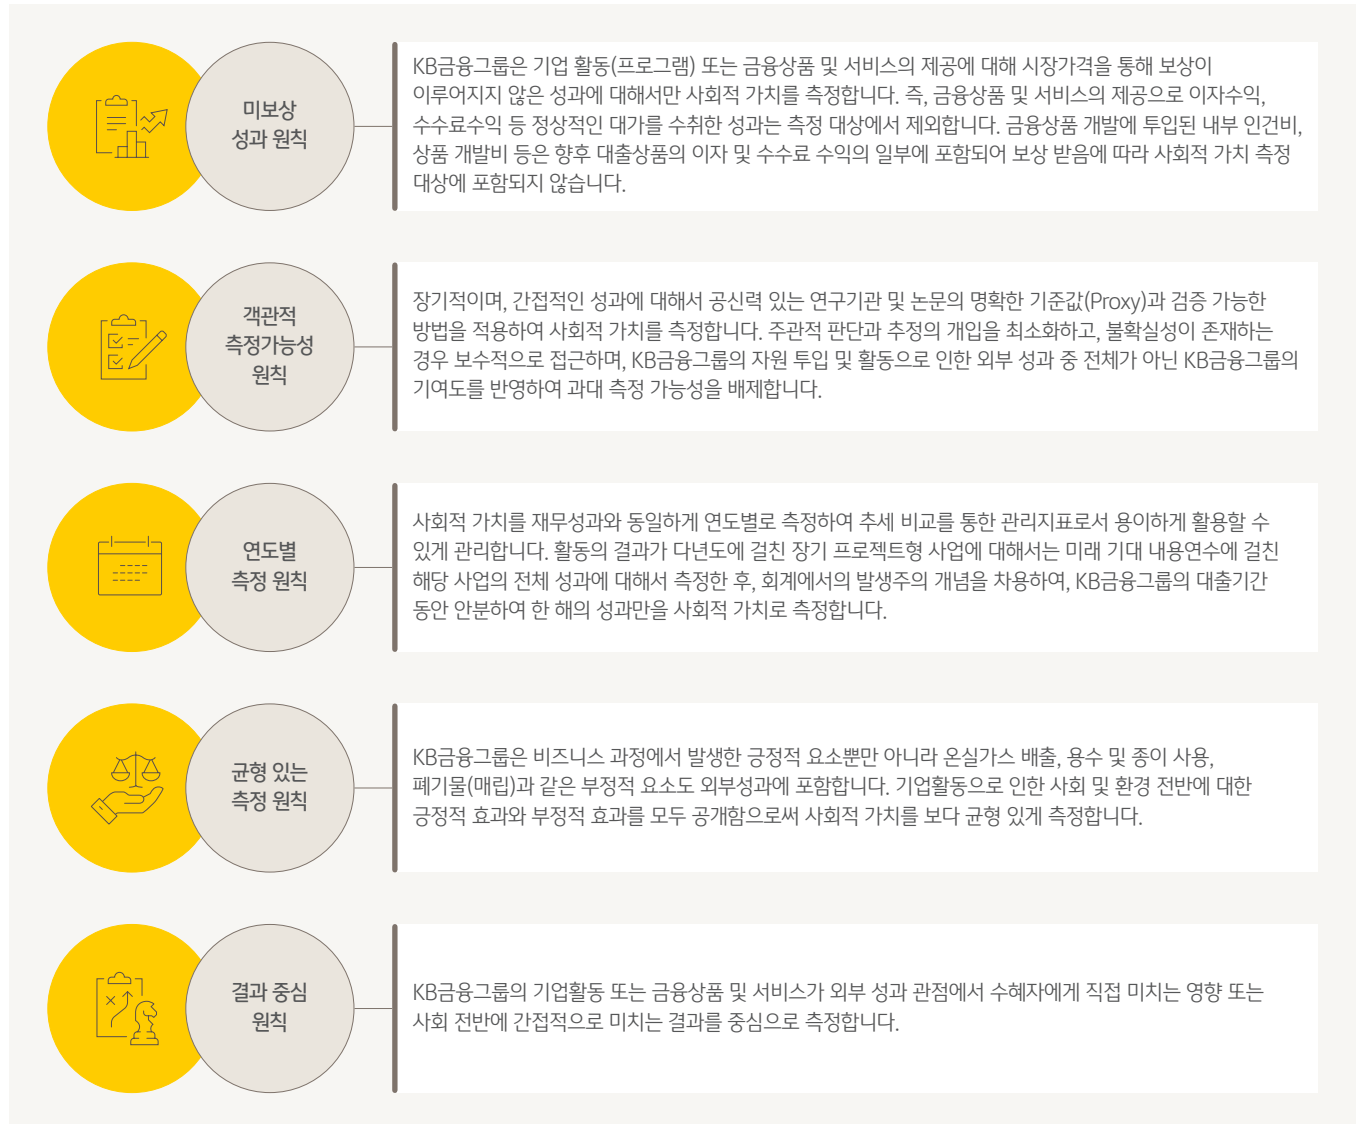 미보상
성과 원칙
KB금융그룹은 기업 활동(프로그램) 또는 금융상품 및 서비스의 제공에 대해 시장가격을 통해 보상이
이루어지지 않은 성과에 대해서만 사회적 가치를 측정합니다. 즉, 금융상품 및 서비스의 제공으로 이자수익,
수수료수익 등 정상적인 대가를 수취한 성과는 측정 대상에서 제외합니다. 금융상품 개발에 투입된 내부 인건비,
상품 개발비 등은 향후 대출상품의 이자 및 수수료 수익의 일부에 포함되어 보상 받음에 따라 사회적 가치 측정
대상에 포함되지 않습니다.
객관적
측정가능성
원칙
장기적이며, 간접적인 성과에 대해서 공신력 있는 연구기관 및 논문의 명확한 기준값(Proxy)과 검증 가능한
방법을 적용하여 사회적 가치를 측정합니다. 주관적 판단과 추정의 개입을 최소화하고, 불확실성이 존재하는
경우 보수적으로 접근하며, KB금융그룹의 자원 투입 및 활동으로 인한 외부 성과 중 전체가 아닌 KB금융그룹의
기여도를 반영하여 과대 측정 가능성을 배제합니다.
연도별
측정 원칙
사회적 가치를 재무성과와 동일하게 연도별로 측정하여 추세 비교를 통한 관리지표로서 용이하게 활용할 수
있게 관리합니다. 활동의 결과가 다년도에 걸친 장기 프로젝트형 사업에 대해서는 미래 기대 내용연수에 걸친
해당 사업의 전체 성과에 대해서 측정한 후, 회계에서의 발생주의 개념을 차용하여, KB금융그룹의 대출기간
동안 안분하여 한 해의 성과만을 사회적 가치로 측정합니다.
균형 있는
측정 원칙
KB금융그룹은 비즈니스 과정에서 발생한 긍정적 요소뿐만 아니라 온실가스 배출, 용수 및 종이 사용,
폐기물(매립)과 같은 부정적 요소도 외부성과에 포함합니다. 기업활동으로 인한 사회 및 환경 전반에 대한
긍정적 효과와 부정적 효과를 모두 공개함으로써 사회적 가치를 보다 균형 있게 측정합니다.
결과 중심
원칙
KB금융그룹의 기업활동 또는 금융상품 및 서비스가 외부 성과 관점에서 수혜자에게 직접 미치는 영향 또는
사회 전반에 간접적으로 미치는 결과를 중심으로 측정합니다.